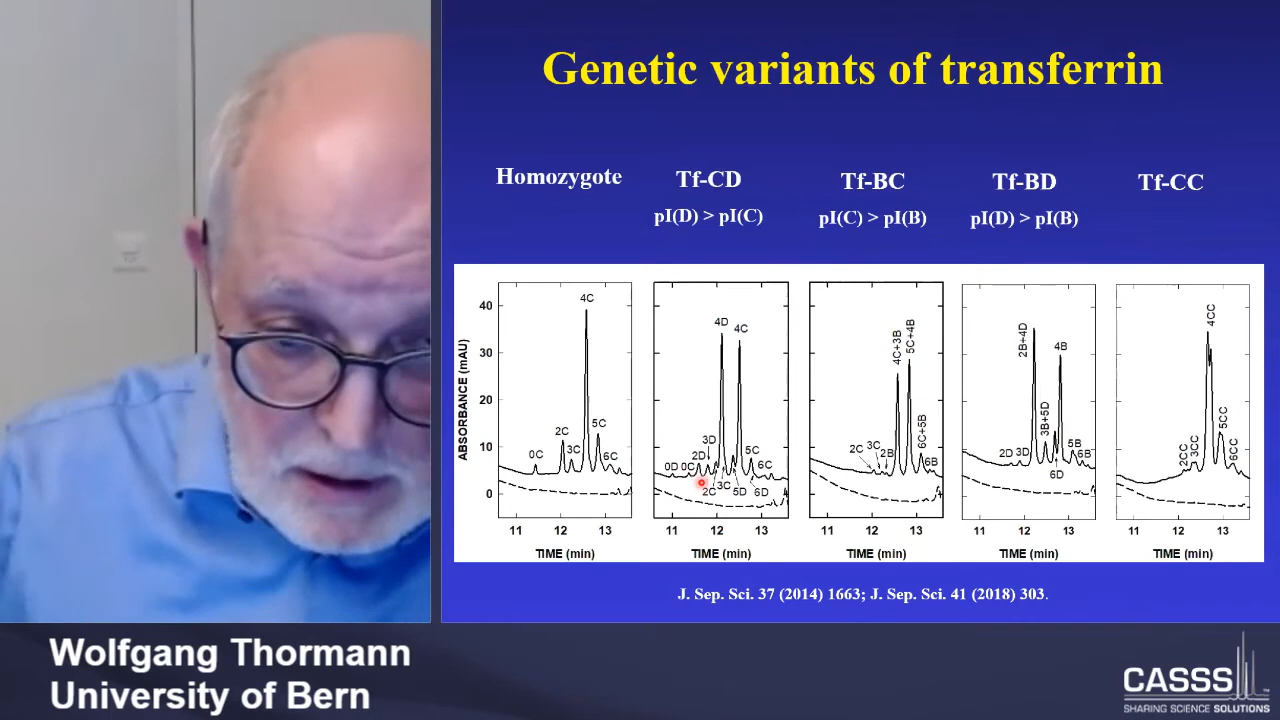 Genetic variants of transferrin
Homozygote
Tf-CD
Tf-BC
Tf-BD
Tf-CC
pI(D) > pI(C)
pI(C) > pI(B)
pI(D) > pI(B)
ABSORBANCE (mAU)
40
30
20
10
0
0C
2C
3C
4C
5C
6C
11 12 13
TIME (min)
0D
0C
2D
3D
4D
4C
5C
6C
2C
3C
5D
6D
11 12 13
TIME (min)
2C
3C
2B
4C+3B
5C+4B
6C+5B
6B
11 12 13
TIME (min)
2D
3D
2B+4D
3B+5D
4B
5B
6B
6D
11 12 13
TIME (min)
2CC
3CC
4CC
5CC
6CC
12 13
TIME (min)
J. Sep. Sci. 37 (2014) 1663; J. Sep. Sci. 41 (2018) 303.
Wolfgang Thormann
University of Bern
CASSS
SHARING SCIENCE SOLUTIONS